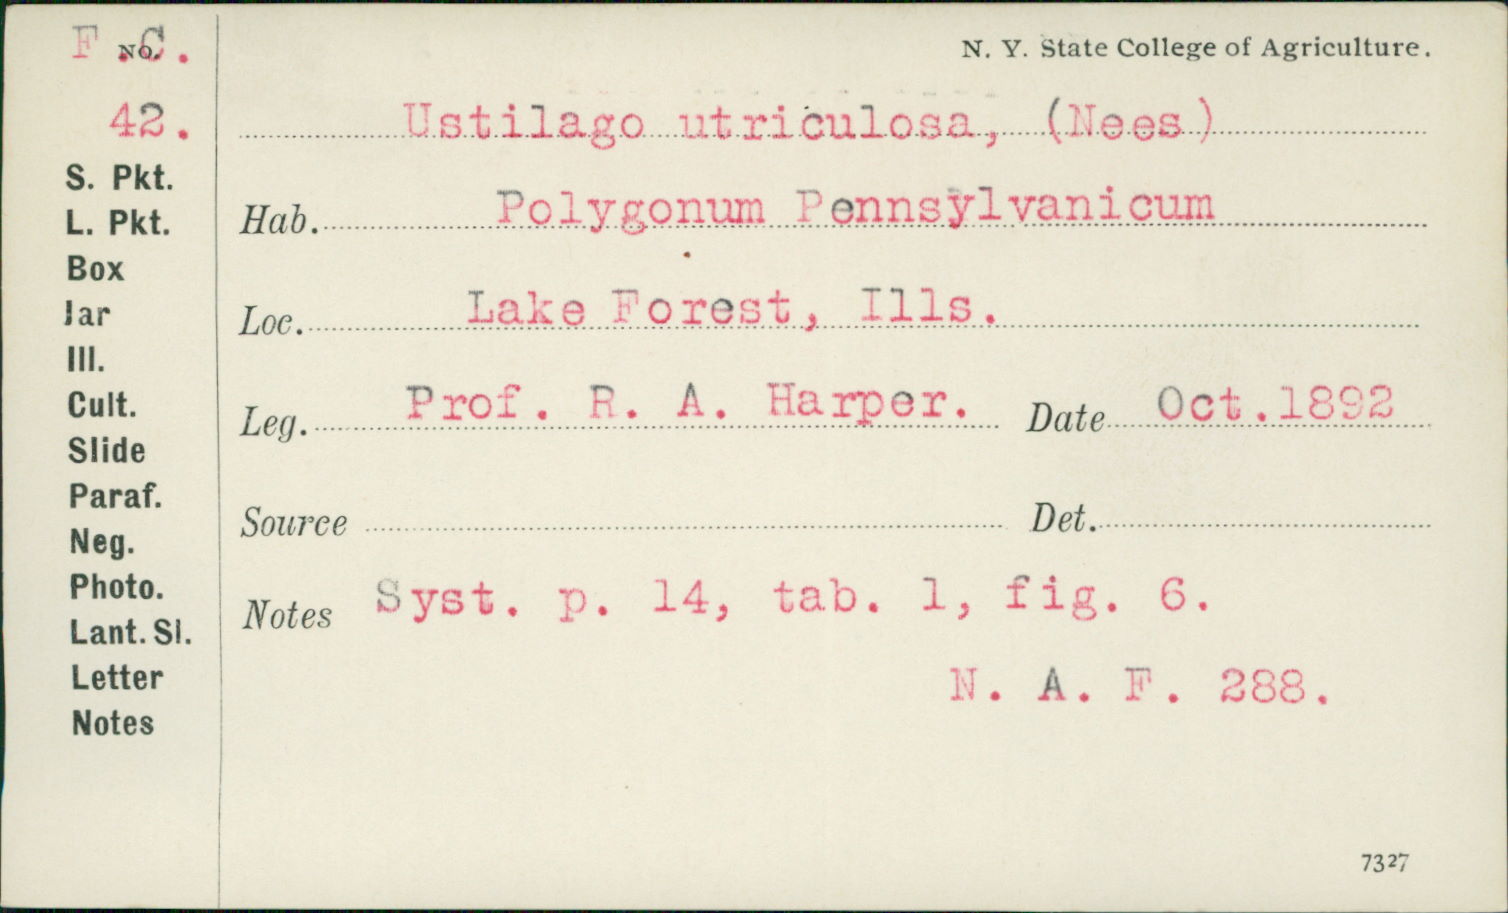 F.C.
No.
N. Y. State College of Agriculture.
42.
Ustilago utriculosa, (Nees)
S. Pkt.
L. Pkt.
Box
Jar
Ill.
Cult.
Slide
Paraf.
Neg.
Photo.
Lant. Sl.
Letter
Notes
Hab. Polygonum Pennsylvanicum
Loc. Lake Forest, Ills.
Leg. Prof. R. A. Harper. Date Oct.1892
Source Det.
Notes Syst. p. 14, tab. 1, fig. 6.
N. A. F. 288.
7327